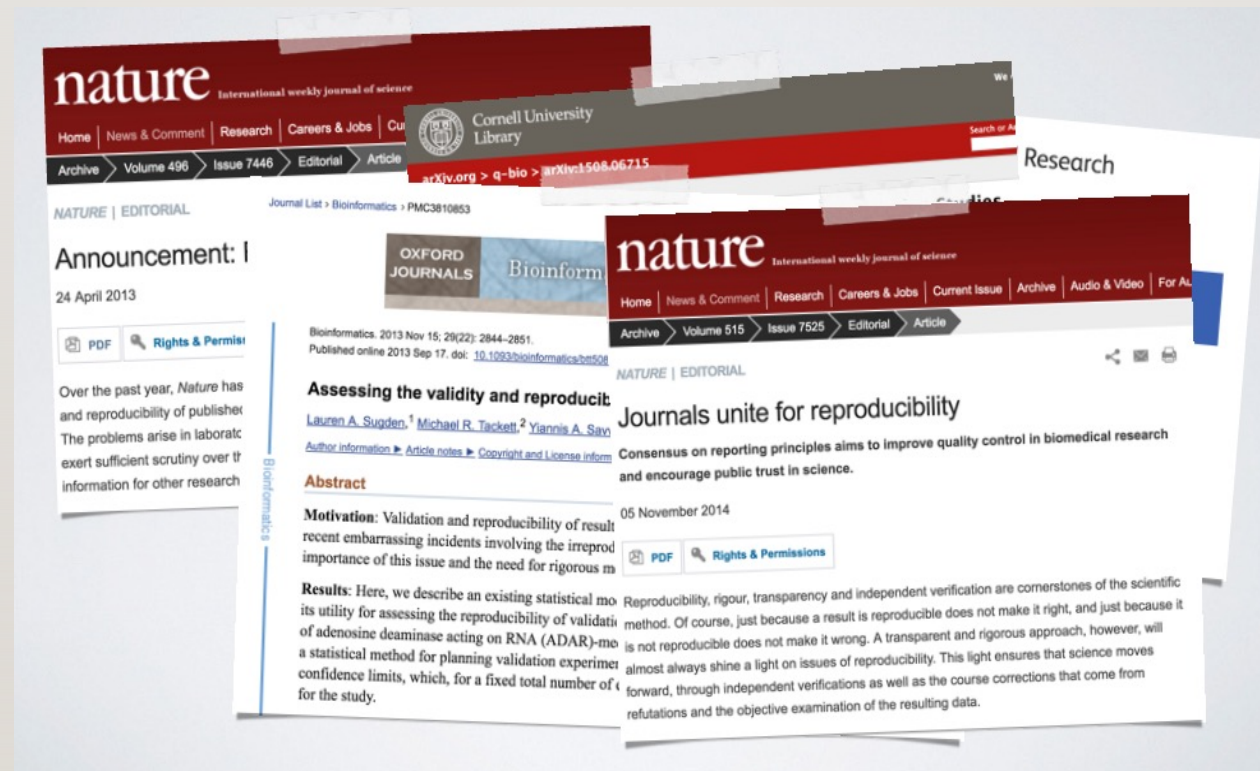 nature International weekly journal of science
Home News & Comment Research Careers & Jobs
Archive Volume 496 Issue 7446 Editorial Article
NATURE | EDITORIAL
Announcement:
24 April 2013
PDF Rights &
Over the past year, Nature has
and reproducibility of published
The problems arise in
exert sufficient scrutiny over
information for other research
Cornell University
Library
We
Search or
arXiv.org > q-bio > arXiv:1508.06715
Research
Journal List > Bioinformatics > PMC3810853
OXFORD
JOURNALS
Bioinform
Bioinformatics. 2013 Nov 15; 29(22): 2844–2851.
Published online 2013 Sep 17. doi: 10.1093/bioinformatics/btt508
Assessing the validity and reproducib
Lauren A. Sugden,1 Michael R. Tackett,2 Yiannis A.
Author information Article notes Copyright and License inform
Abstract
Motivation: Validation and reproducibility of result
recent embarrassing incidents involving the irreprod
importance of this issue and the need for rigorous m
Results: Here, we describe an existing statistical mo
its utility for assessing the reproducibility of validati
of adenosine deaminase acting on RNA (ADAR)-me
a statistical method for planning validation experimen
confidence limits, which, for a fixed total number of
for the study.
Bioinformatics
nature International weekly journal of science
Home News & Comment Research Careers & Jobs Current Issue Archive Audio & Video For Au
Archive Volume 515 Issue 7525 Editorial Article
NATURE | EDITORIAL
Journals unite for reproducibility
Consensus on reporting principles aims to improve quality control in biomedical research
and encourage public trust in science.
05 November 2014
PDF Rights & Permissions
Reproducibility, rigour, transparency and independent verification are cornerstones of the scientific
method. Of course, just because a result is reproducible does not make it right, and just because it
is not reproducible does not make it wrong. A transparent and rigorous approach, however, will
almost always shine a light on issues of reproducibility. This light ensures that science moves
forward, through independent verifications as well as the course corrections that come from
refutations and the objective examination of the resulting data.